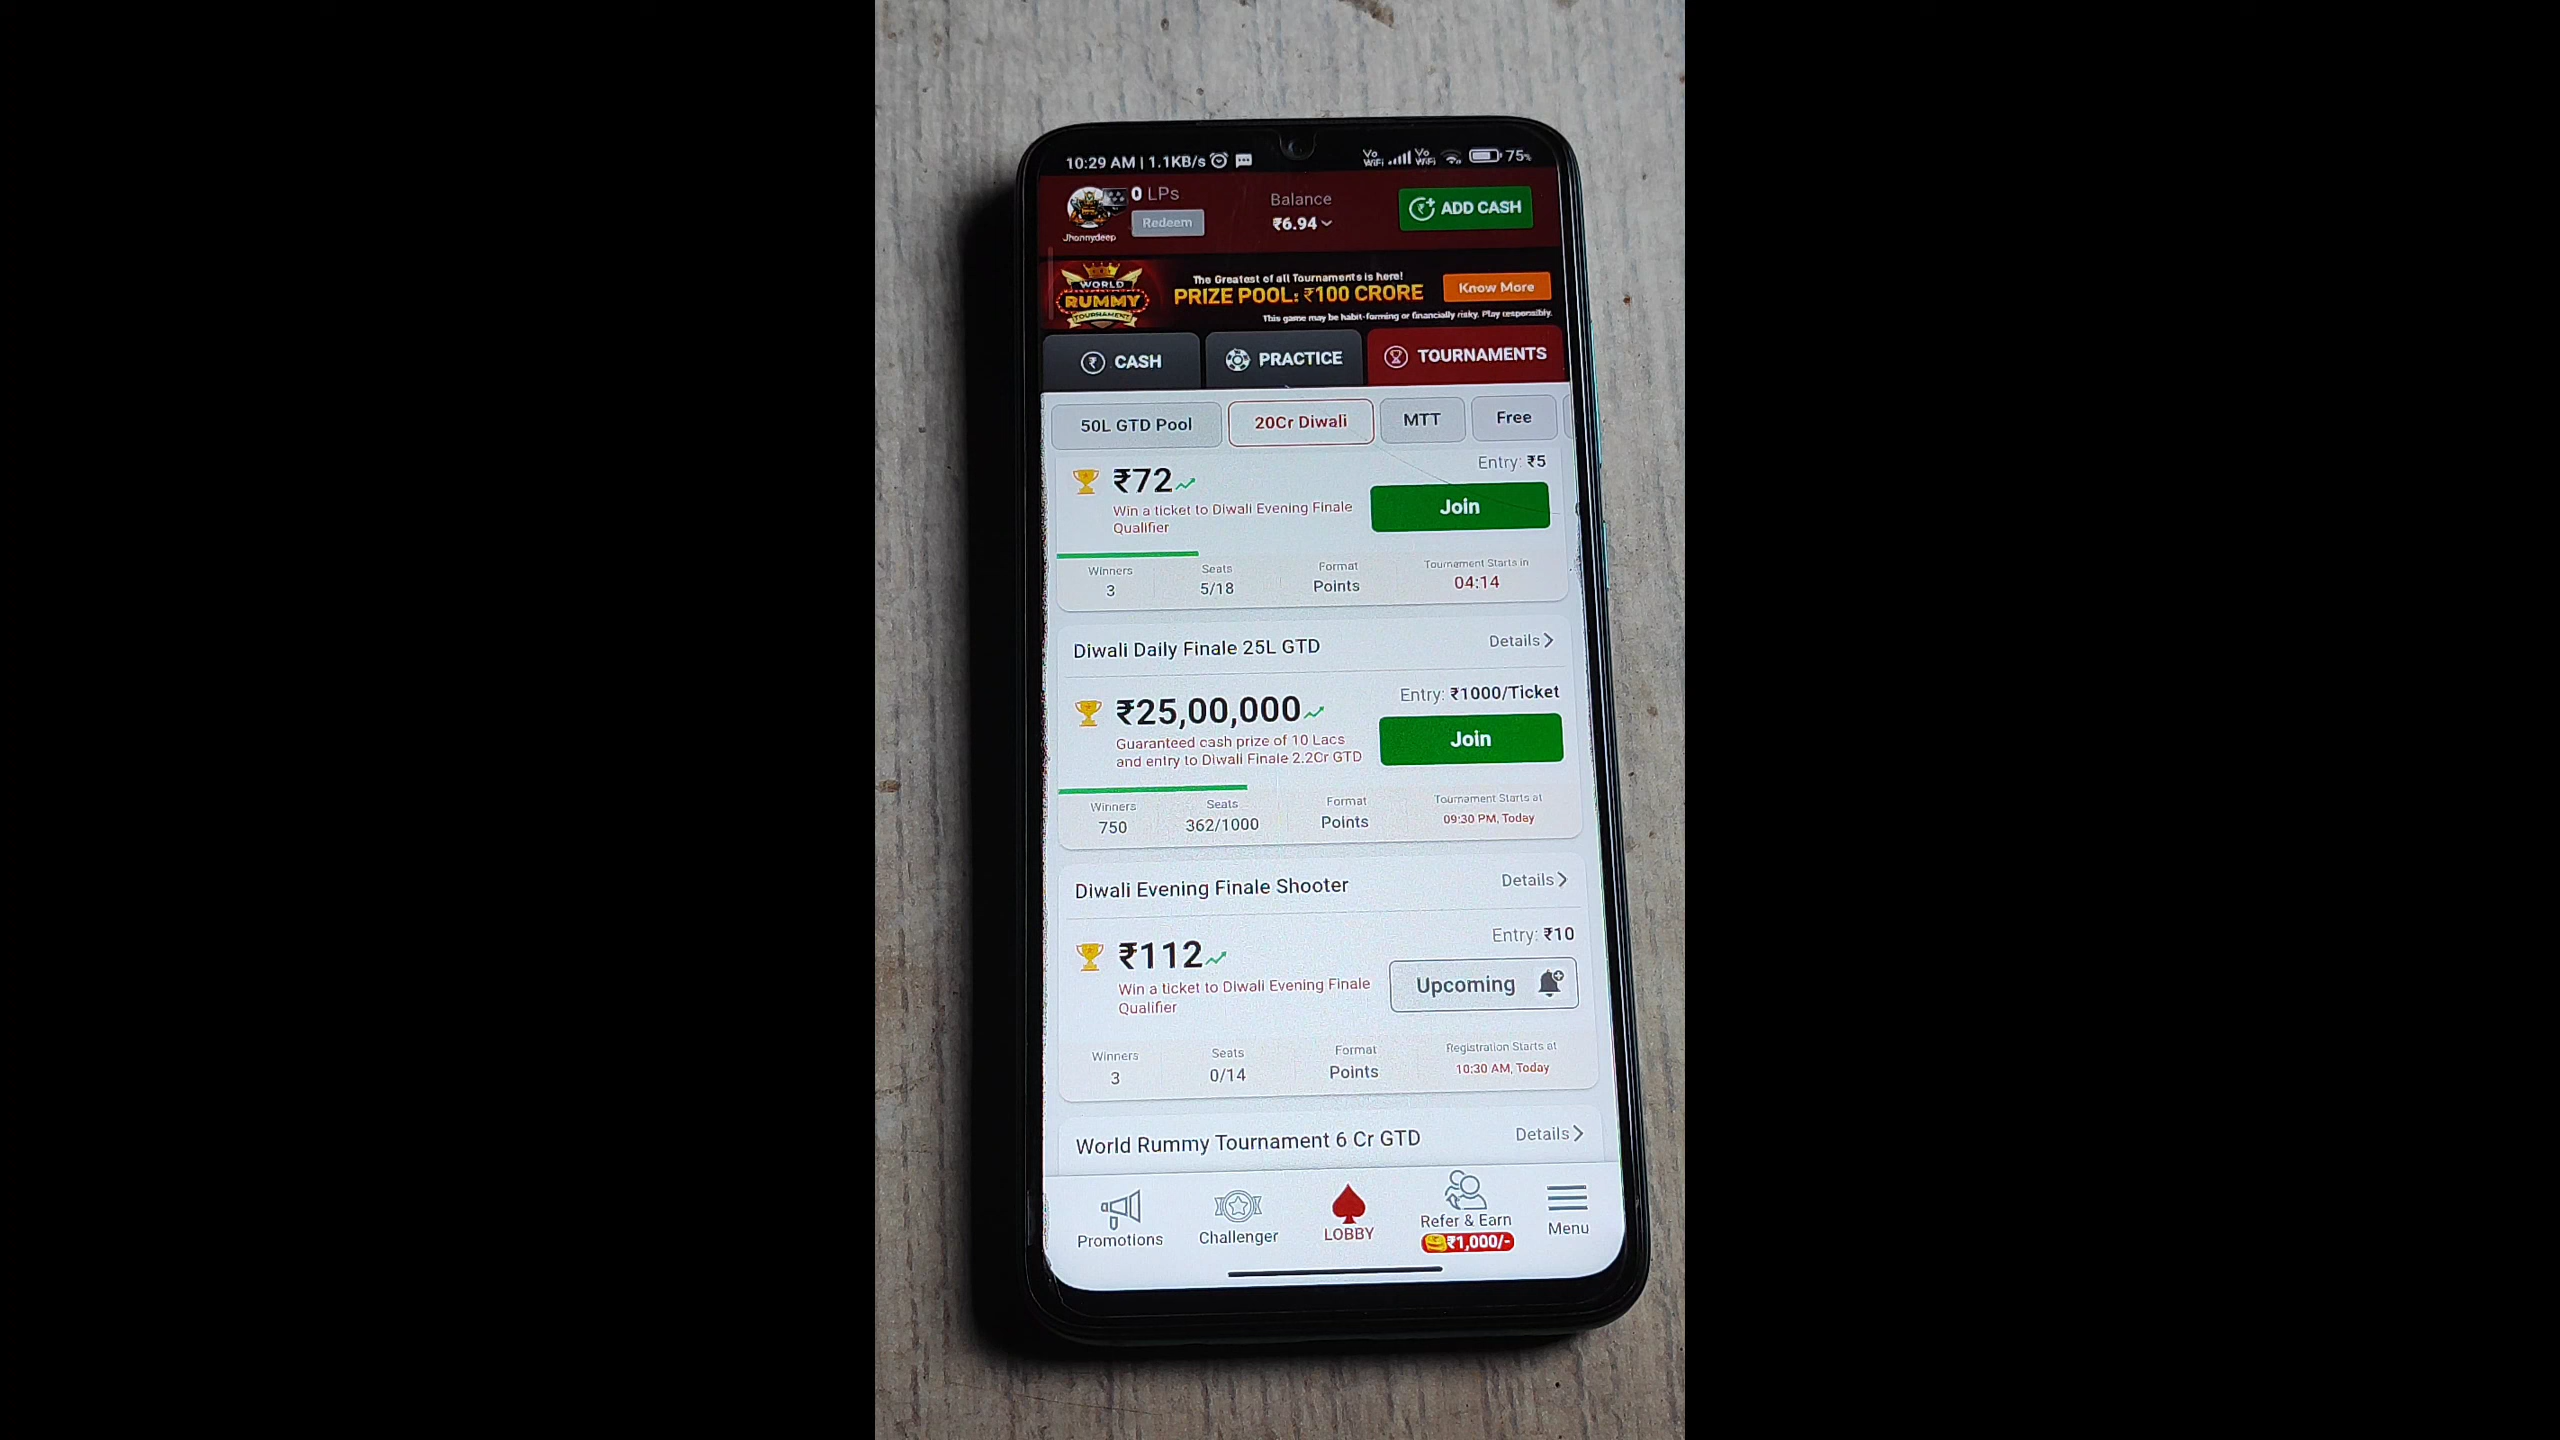 10:29 AM | 1.1KB/s
Vo WiFi Vo WiFi 75%
0 LPs
Redeem
Jhonnydeep
Balance
₹6.94
ADD CASH
WORLD
RUMMY
TOURNAMENT
The Greatest of all Tournaments is here!
PRIZE POOL: ₹100 CRORE
Know More
This game may be habit-forming or financially risky. Play responsibly.
CASH PRACTICE TOURNAMENTS
50L GTD Pool 20Cr Diwali MTT Free
₹72
Entry: ₹5
Win a ticket to Diwali Evening Finale
Qualifier
Join
Winners Seats Format Tournament Starts in
3 5/18 Points 04:14
Diwali Daily Finale 25L GTD Details
₹25,00,000
Entry: ₹1000/Ticket
Guaranteed cash prize of 10 Lacs
and entry to Diwali Finale 2.2Cr GTD
Join
Winners Seats Format Tournament Starts at
750 362/1000 Points 09:30 PM, Today
Diwali Evening Finale Shooter Details
₹112
Entry: ₹10
Win a ticket to Diwali Evening Finale
Qualifier
Upcoming
Winners Seats Format Registration Starts at
3 0/14 Points 10:30 AM, Today
World Rummy Tournament 6 Cr GTD Details
Promotions Challenger LOBBY Refer & Earn Menu
₹1,000/-